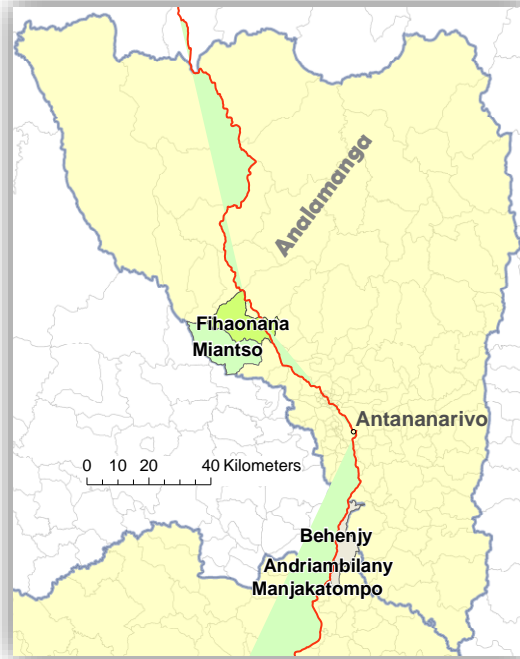 Analamanga
Fihaonana
Miantso
Antananarivo
0 10 20 40 Kilometers
Behenjy
Andriambilany
Manjakatompo